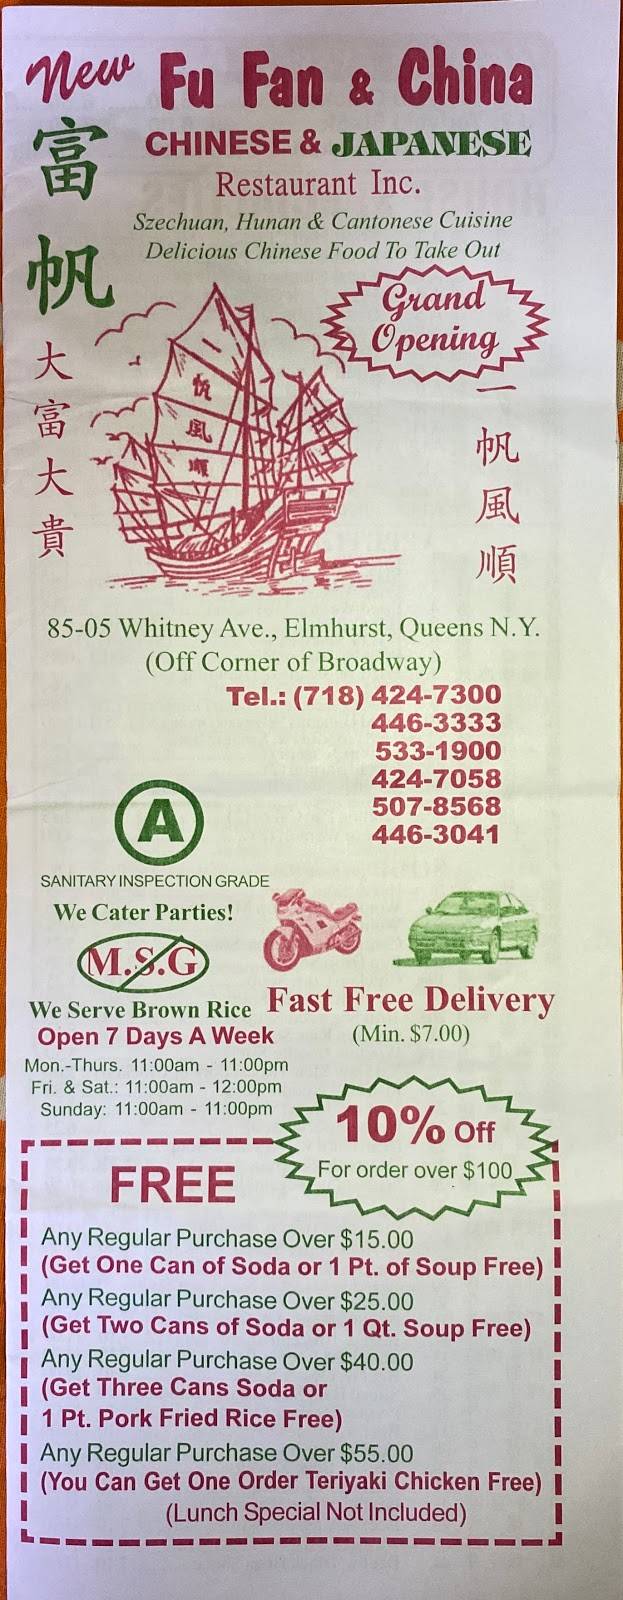 New Fu Fan & China
富帆
CHINESE & JAPANESE
Restaurant Inc.
Szechuan, Hunan & Cantonese Cuisine
Delicious Chinese Food To Take Out
Grand
Opening
大富大貴
帆風順
一帆風順
85-05 Whitney Ave., Elmhurst, Queens N.Y.
(Off Corner of Broadway)
Tel.: (718) 424-7300
446-3333
533-1900
424-7058
507-8568
446-3041
A
SANITARY INSPECTION GRADE
We Cater Parties!
M.S.G
We Serve Brown Rice
Fast Free Delivery
(Min. $7.00)
Open 7 Days A Week
Mon.-Thurs. 11:00am - 11:00pm
Fri. & Sat.: 11:00am - 12:00pm
Sunday: 11:00am - 11:00pm
10% Off
For order over $100
FREE
Any Regular Purchase Over $15.00
(Get One Can of Soda or 1 Pt. of Soup Free)
Any Regular Purchase Over $25.00
(Get Two Cans of Soda or 1 Qt. Soup Free)
Any Regular Purchase Over $40.00
(Get Three Cans Soda or
1 Pt. Pork Fried Rice Free)
Any Regular Purchase Over $55.00
(You Can Get One Order Teriyaki Chicken Free)
(Lunch Special Not Included)